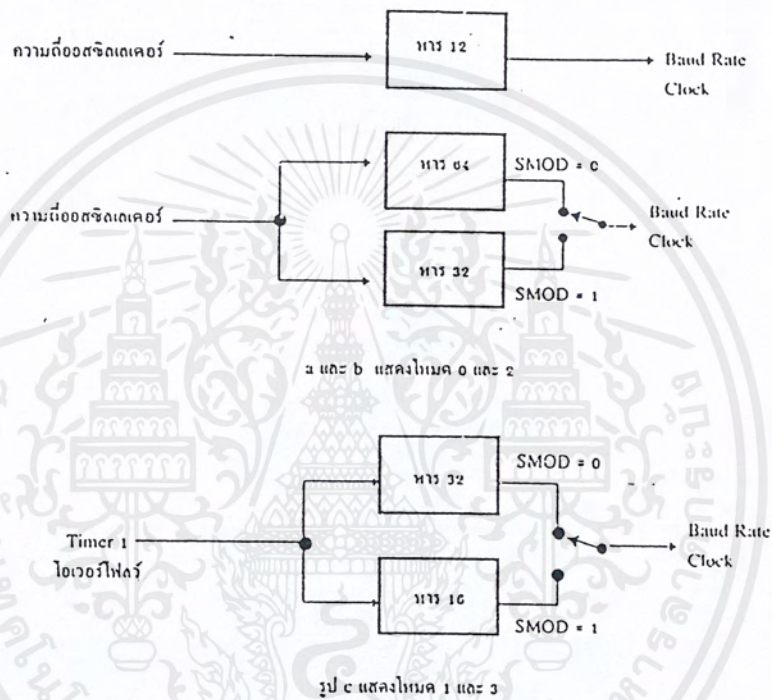 หาร 12
ความถี่ออสซิลเลเตอร์
Baud Rate
Clock
หาร 64
SMOD = 0
ความถี่ออสซิลเลเตอร์
Baud Rate
Clock
หาร 32
SMOD = 1
a และ b แสดงโหมด 0 และ 2
หาร 32
SMOD = 0
Timer 1
โอเวอร์โฟลว์
Baud Rate
Clock
หาร 16
SMOD = 1
รูป c แสดงโหมด 1 และ 3